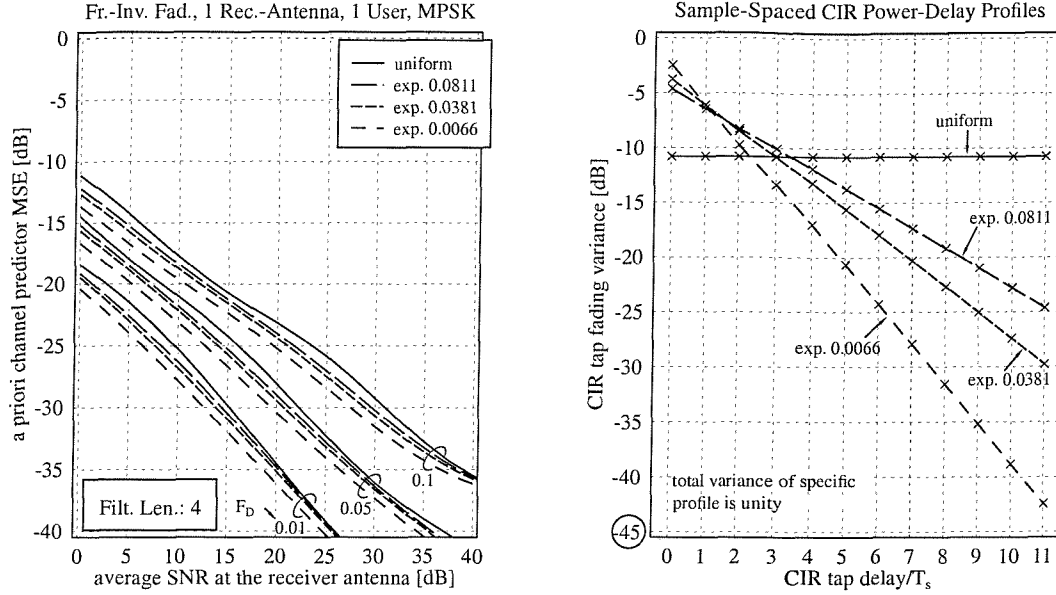 Fr.-Inv. Fad., 1 Rec.-Antenna, 1 User, MPSK
0
-5
-10
-15
-20
-25
-30
-35
-40
a priori channel predictor MSE [dB]
uniform
exp. 0.0811
exp. 0.0381
exp. 0.0066
0.1
0.05
0.01
F_D
Filt. Len.: 4
0 5 10 15 20 25 30 35 40
average SNR at the receiver antenna [dB]
Sample-Spaced CIR Power-Delay Profiles
0
-5
-10
-15
-20
-25
-30
-35
-40
-45
CIR tap fading variance [dB]
uniform
exp. 0.0811
exp. 0.0066
exp. 0.0381
total variance of specific
profile is unity
0 1 2 3 4 5 6 7 8 9 10 11
CIR tap delay/T_s